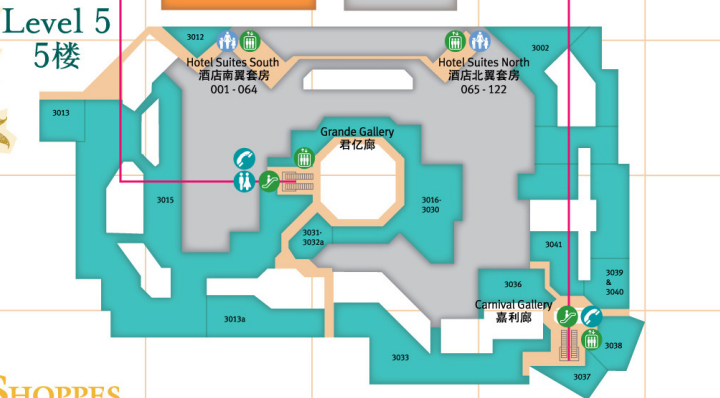 Level 5
5楼
3012
Hotel Suites South
酒店南翼套房
001 - 064
Hotel Suites North
酒店北翼套房
065 - 122
3002
3013
Grande Gallery
君亿廊
3015
3016-
3030
3031-
3032a
3041
3036
3039
&
3040
Carnival Gallery
嘉利廊
3013a
3033
3038
3037
SHOPPES